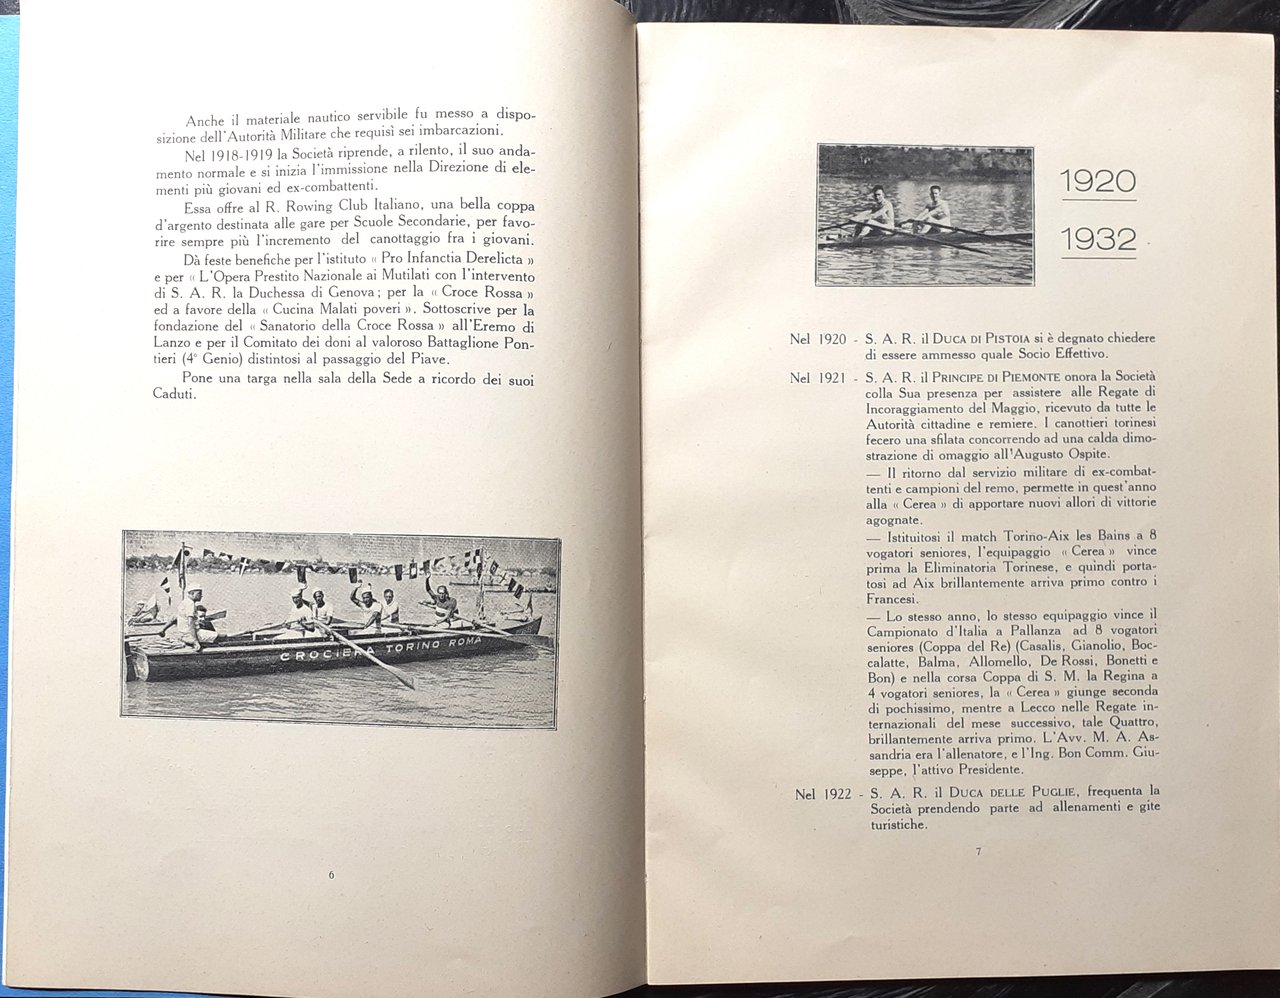 Anche il materiale nautico servibile fu messo a dispo-
sizione dell'Autorità Militare che requisì sei imbarcazioni.
Nel 1918-1919 la Società riprende, a rilento, il suo anda-
mento normale e si inizia l'immissione nella Direzione di ele-
menti più giovani ed ex-combattenti.
Essa offre al R. Rowing Club Italiano, una bella coppa
d'argento destinata alle gare per Scuole Secondarie, per favo-
rire sempre più l'incremento del canottaggio fra i giovani.
Dà feste benefiche per l'istituto « Pro Infanctia Derelicta »
e per « L'Opera Prestito Nazionale ai Mutilati con l'intervento
di S. A. R. la Duchessa di Genova; per la « Croce Rossa »
ed a favore della « Cucina Malati poveri ». Sottoscrive per la
fondazione del « Sanatorio della Croce Rossa » all'Eremo di
Lanzo e per il Comitato dei doni al valoroso Battaglione Pon-
tieri (4° Genio) distintosi al passaggio del Piave.
Pone una targa nella sala della Sede a ricordo dei suoi
Caduti.
CROCIERA TORINO ROMA
6
1920
1932
Nel 1920 - S. A. R. il DUCA DI PISTOIA si è degnato chiedere
di essere ammesso quale Socio Effettivo.
Nel 1921 - S. A. R. il PRINCIPE DI PIEMONTE onora la Società
colla Sua presenza per assistere alle Regate di
Incoraggiamento del Maggio, ricevuto da tutte le
Autorità cittadine e remiere. I canottieri torinesi
fecero una sfilata concorrendo ad una calda dimo-
strazione di omaggio all'Augusto Ospite.
— Il ritorno dal servizio militare di ex-combat-
tenti e campioni del remo, permette in quest'anno
alla « Cerea » di apportare nuovi allori di vittorie
agognate.
— Istituitosi il match Torino-Aix les Bains a 8
vogatori seniores, l'equipaggio « Cerea » vince
prima la Eliminatoria Torinese, e quindi porta-
tosi ad Aix brillantemente arriva primo contro i
Francesi.
— Lo stesso anno, lo stesso equipaggio vince il
Campionato d'Italia a Pallanza ad 8 vogatori
seniores (Coppa del Re) (Casalis, Gianolio, Boc-
calatte, Balma, Allomello, De Rossi, Bonetti e
Bon) e nella corsa Coppa di S. M. la Regina a
4 vogatori seniores, la « Cerea » giunge seconda
di pochissimo, mentre a Lecco nelle Regate in-
ternazionali del mese successivo, tale Quattro,
brillantemente arriva primo. L'Avv. M. A. As-
sandria era l'allenatore, e l'Ing. Bon Comm. Giu-
seppe, l'attivo Presidente.
Nel 1922 - S. A. R. il DUCA DELLE PUGLIE, frequenta la
Società prendendo parte ad allenamenti e gite
turistiche.
7